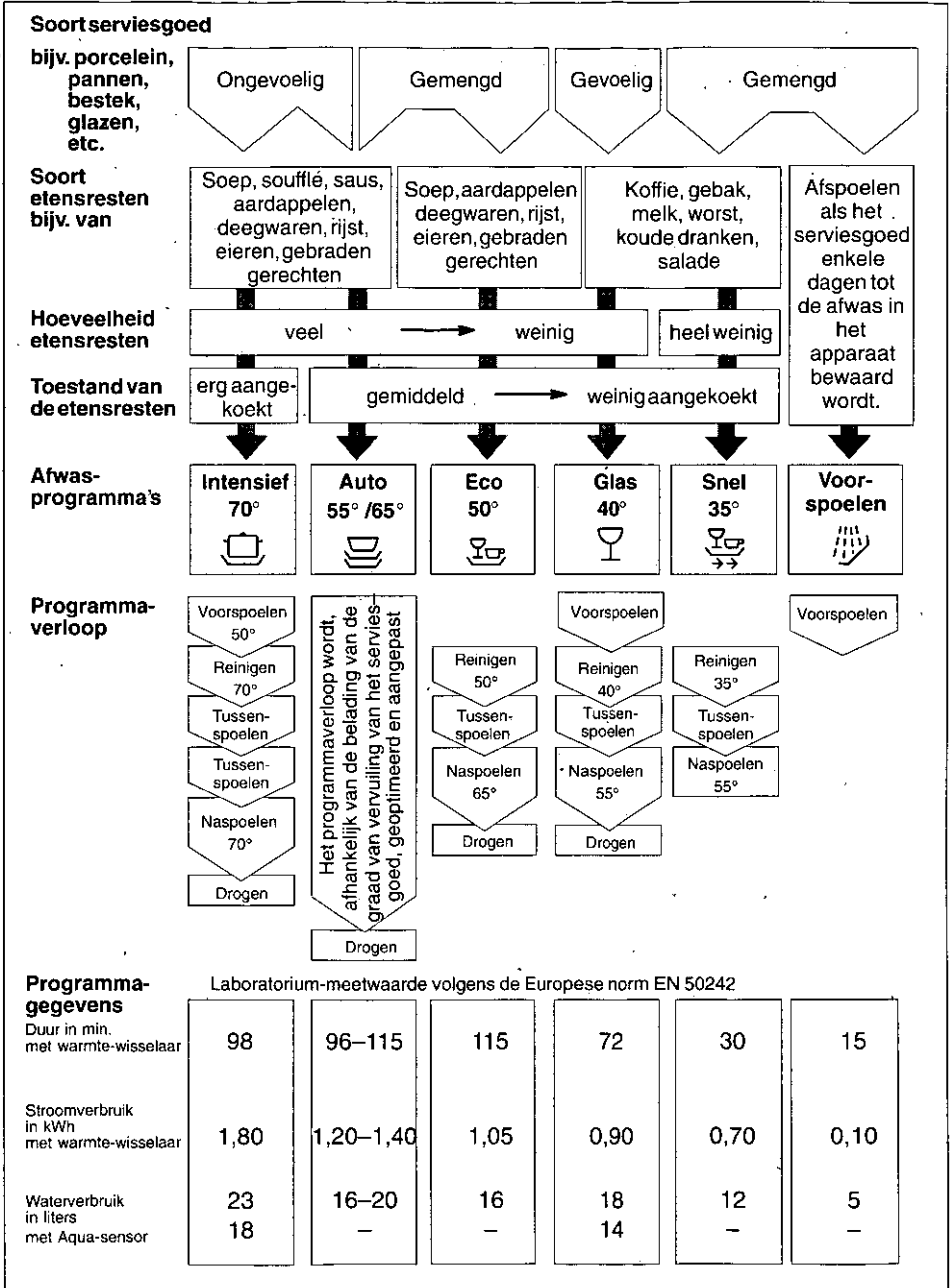 Soort serviesgoed
bijv. porcelein,
pannen,
bestek,
glazen,
etc.
Ongevoelig
Gemengd
Gevoelig
Gemengd
Soort
etensresten
bijv. van
Soep, soufflé, saus,
aardappelen,
deegwaren, rijst,
eieren, gebraden
gerechten
Soep, aardappelen
deegwaren, rijst,
eieren, gebraden
gerechten
Koffie, gebak,
melk, worst,
koude dranken,
salade
Afspoelen
als het
serviesgoed
enkele
dagen tot
de afwas in
het
apparaat
bewaard
wordt.
Hoeveelheid
etensresten
veel → weinig
heel weinig
Toestand van
de etensresten
erg aange-
koekt
gemiddeld → weinig aangekoekt
Afwas-
programma's
Intensief
70°
Auto
55° /65°
Eco
50°
Glas
40°
Snel
35°
Voor-
spoelen
Programma-
verloop
Voorspoelen
50°
Reinigen
70°
Tussen-
spoelen
Tussen-
spoelen
Naspoelen
70°
Drogen
Het programmaverloop wordt,
afhankelijk van de belading van de
graad van vervuiling van het servies-
goed, geoptimeerd en aangepast
Drogen
Reinigen
50°
Tussen-
spoelen
Naspoelen
65°
Drogen
Voorspoelen
Reinigen
40°
Tussen-
spoelen
Naspoelen
55°
Drogen
Reinigen
35°
Tussen-
spoelen
Naspoelen
55°
Voorspoelen
Programma-
gegevens
Laboratorium-meetwaarde volgens de Europese norm EN 50242
Duur in min.
met warmte-wisselaar
98 96–115 115 72 30 15
Stroomverbruik
in kWh
met warmte-wisselaar
1,80 1,20–1,40 1,05 0,90 0,70 0,10
Waterverbruik
in liters
23 16–20 16 18 12 5
met Aqua-sensor
18 – – 14 – –